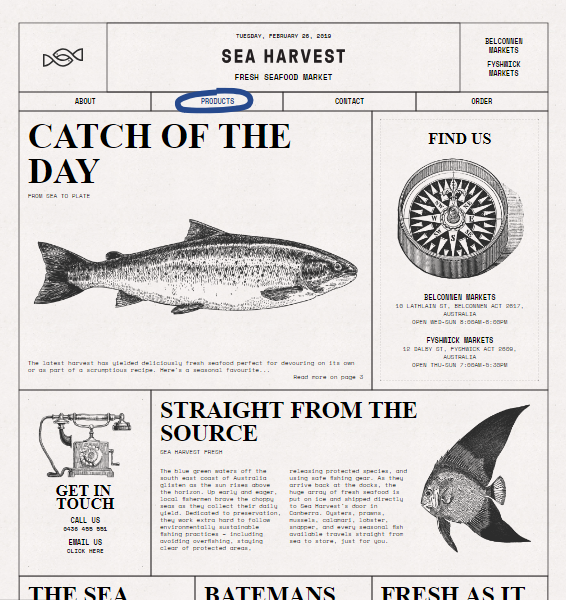 TUESDAY, FEBRUARY 26, 2019
SEA HARVEST
FRESH SEAFOOD MARKET
BELCONNEN
MARKETS
FYSHWICK
MARKETS
ABOUT
PRODUCTS
CONTACT
ORDER
CATCH OF THE
DAY
FROM SEA TO PLATE
The latest harvest has yielded deliciously fresh seafood perfect for devouring on its own
or as part of a scrumptious recipe. Here's a seasonal favourite...
Read more on page 3
FIND US
BELCONNEN MARKETS
10 LATHLAIN ST, BELCONNEN ACT 2617,
AUSTRALIA
OPEN WED-SUN 8:00AM-6:00PM
FYSHWICK MARKETS
12 DALBY ST, FYSHWICK ACT 2609,
AUSTRALIA
OPEN THU-SUN 7:00AM-5:30PM
GET IN
TOUCH
CALL US
0436 455 551
EMAIL US
CLICK HERE
STRAIGHT FROM THE
SOURCE
SEA HARVEST FRESH
The blue green waters off the
south east coast of Australia
glisten as the sun rises above
the horizon. Up early and eager,
local fishermen brave the choppy
seas as they collect their daily
yield. Dedicated to preservation,
they work extra hard to follow
environmentally sustainable
fishing practices - including
avoiding overfishing, staying
clear of protected areas,
releasing protected species, and
using safe fishing gear. As they
arrive back at the docks, the
huge array of fresh seafood is
put on ice and shipped directly
to Sea Harvest's door in
Canberra. Oysters, prawns,
mussels, calamari, lobster,
snapper, and every seasonal fish
available travels straight from
sea to store, just for you.
THE SEA
BATEMANS
FRESH AS IT